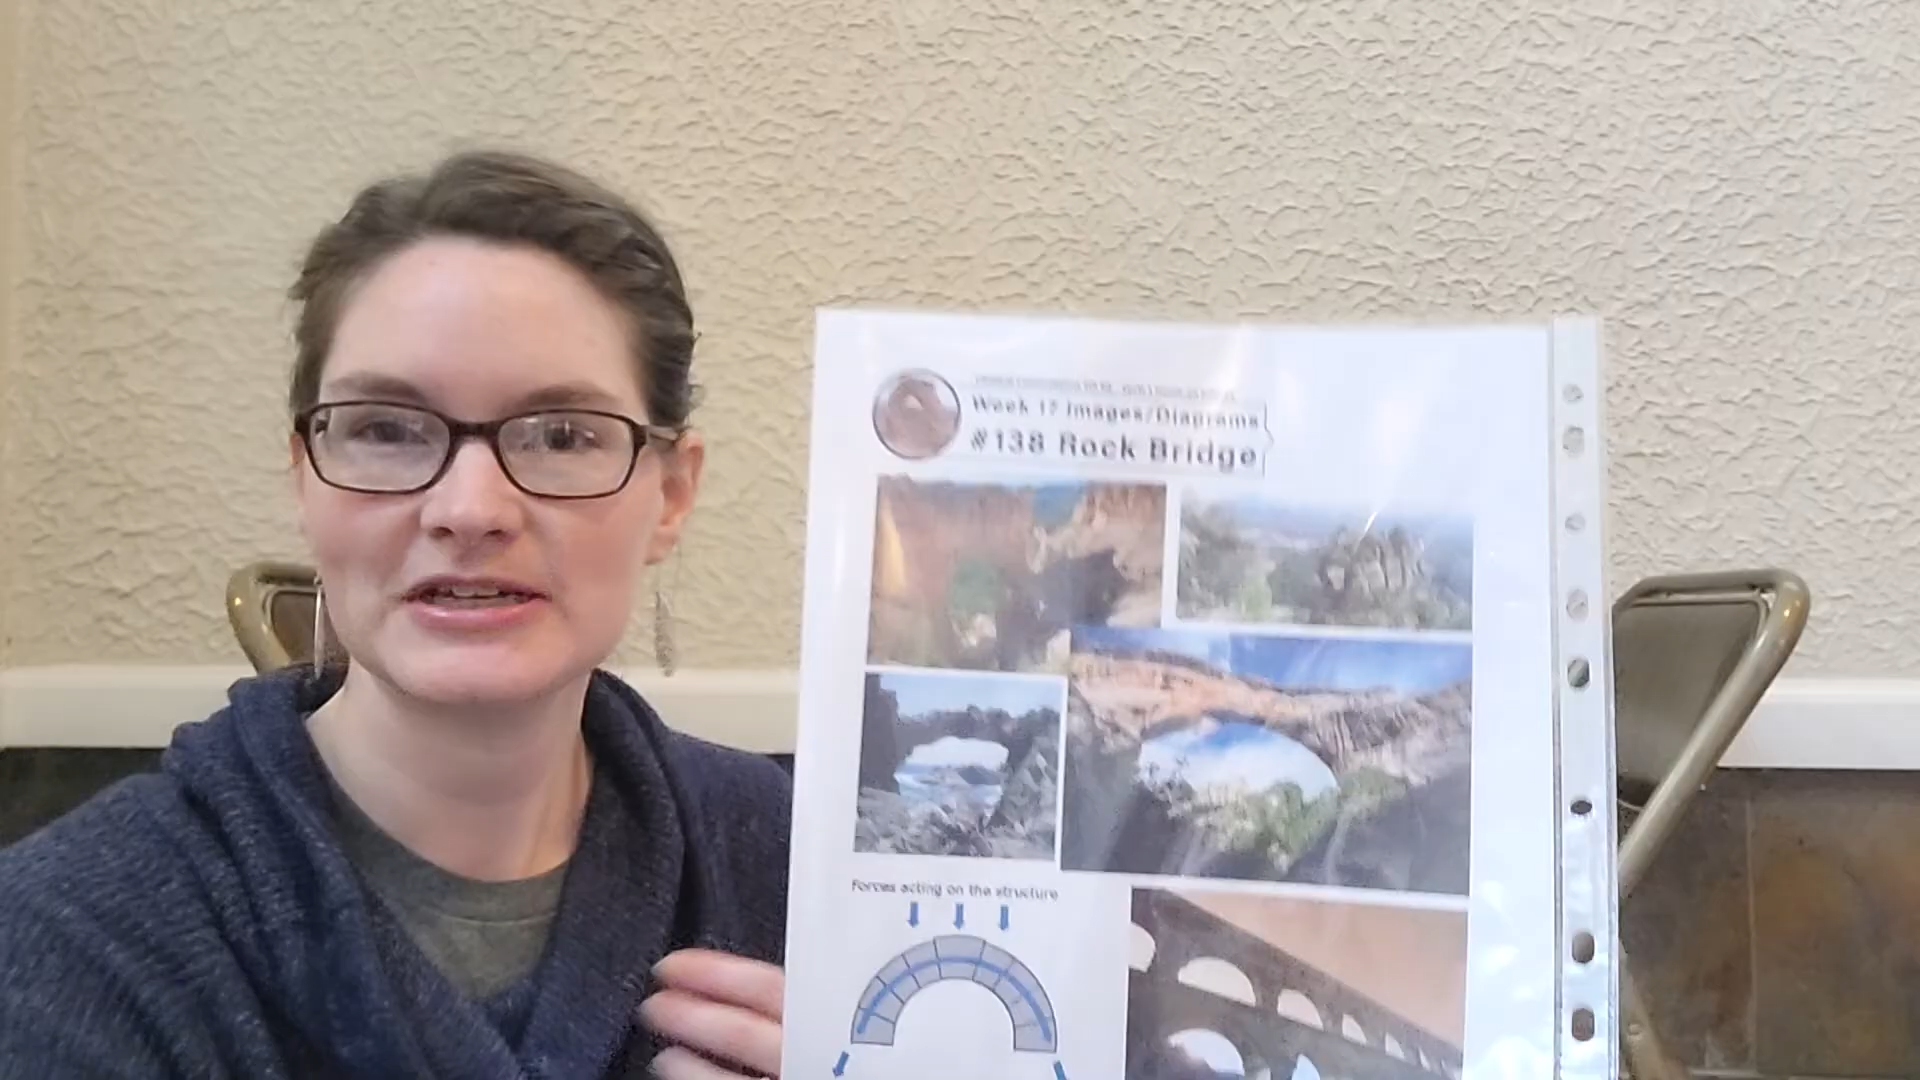 Week 17 Images/Diagrams
#138 Rock Bridge
Forces acting on the structure